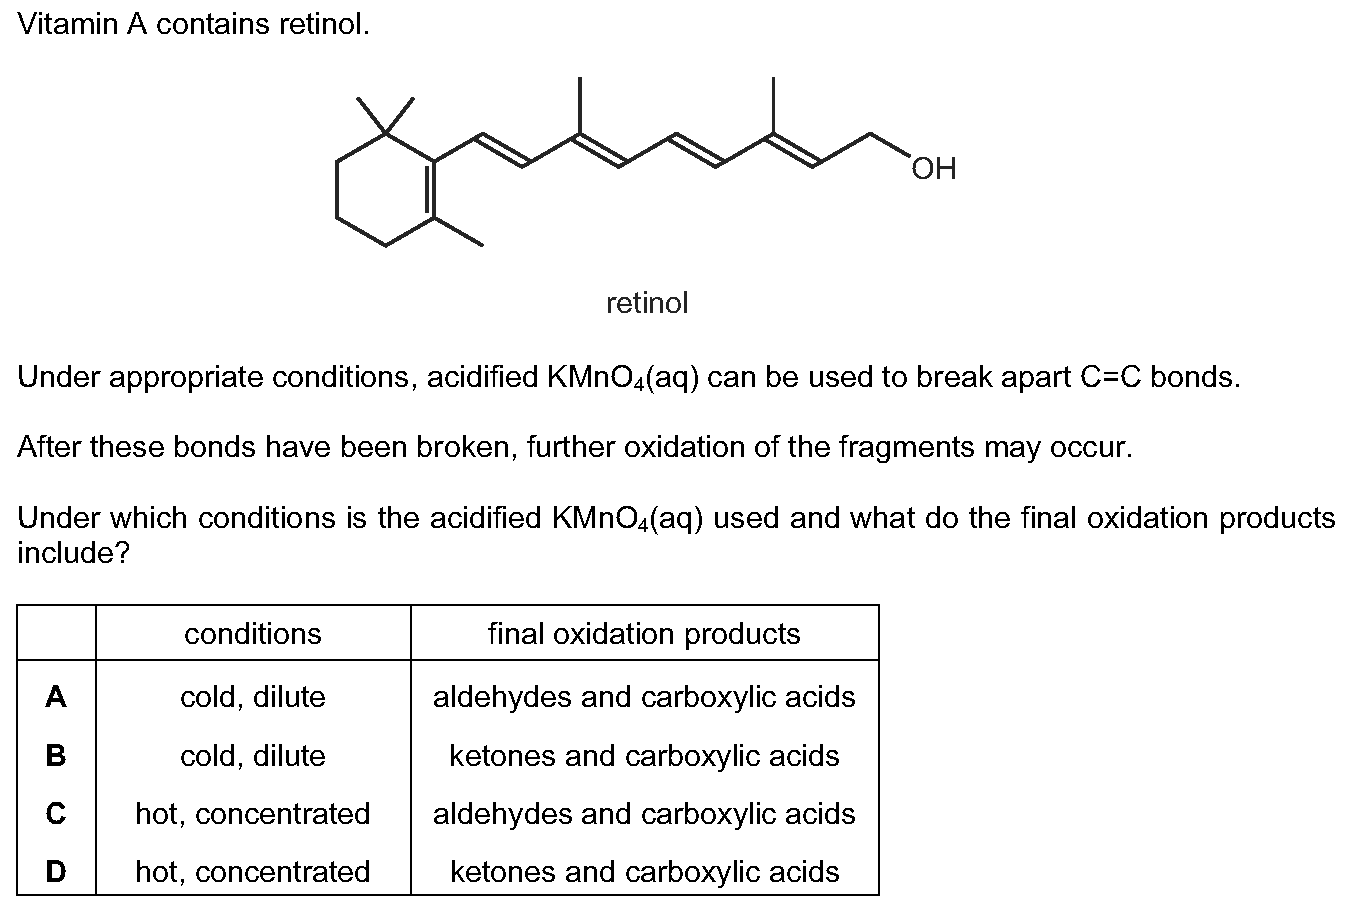 Vitamin A contains retinol.
OH
retinol
Under appropriate conditions, acidified KMnO₄(aq) can be used to break apart C=C bonds.
After these bonds have been broken, further oxidation of the fragments may occur.
Under which conditions is the acidified KMnO₄(aq) used and what do the final oxidation products
include?
conditions final oxidation products
A cold, dilute aldehydes and carboxylic acids
B cold, dilute ketones and carboxylic acids
C hot, concentrated aldehydes and carboxylic acids
D hot, concentrated ketones and carboxylic acids